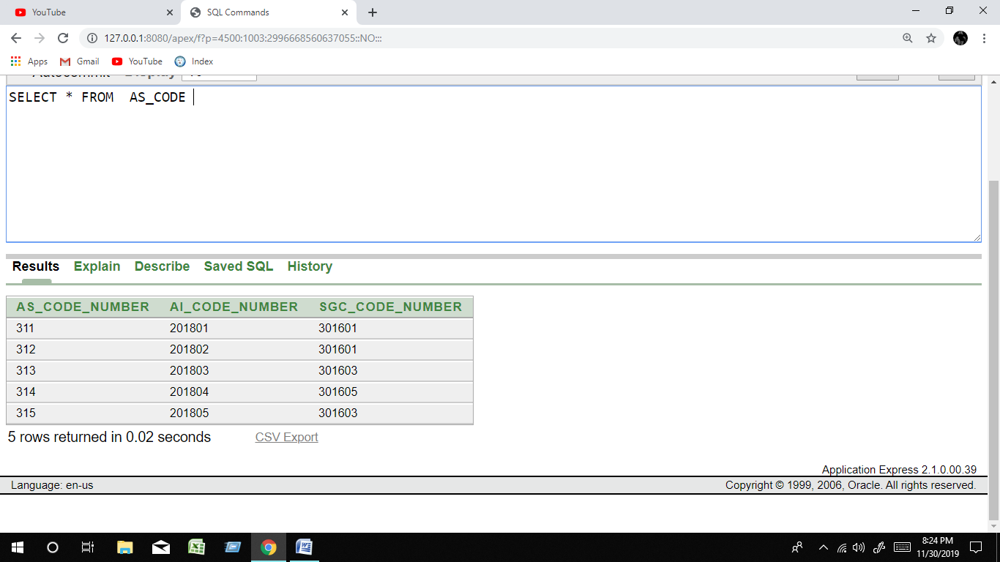 YouTube
SQL Commands
127.0.0.1:8080/apex/f?p=4500:1003:2996668560637055::NO:::
Apps Gmail YouTube Index
Autocommit Display 10
SELECT * FROM  AS_CODE
Results Explain Describe Saved SQL History
AS_CODE_NUMBER AI_CODE_NUMBER SGC_CODE_NUMBER
311 201801 301601
312 201802 301601
313 201803 301603
314 201804 301605
315 201805 301603
5 rows returned in 0.02 seconds CSV Export
Application Express 2.1.0.00.39
Language: en-us Copyright © 1999, 2006, Oracle. All rights reserved.
8:24 PM
11/30/2019